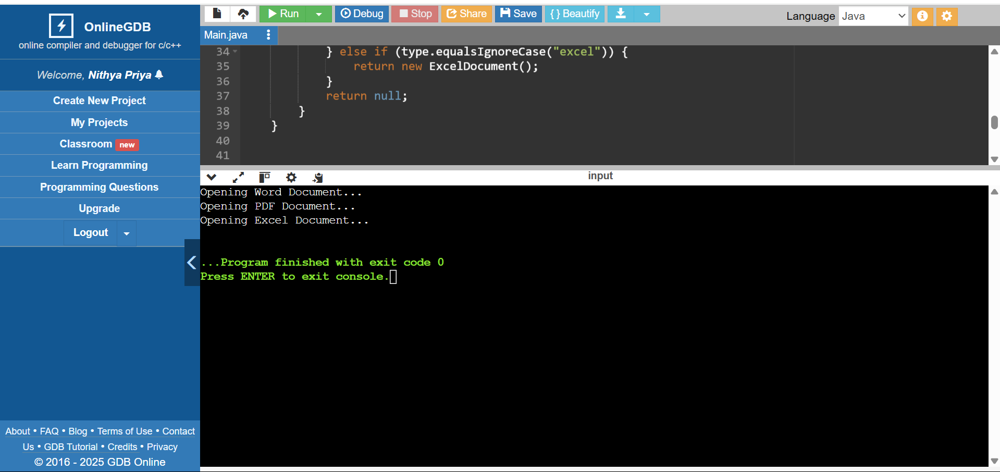 OnlineGDB
online compiler and debugger for c/c++
Welcome, Nithya Priya
Create New Project
My Projects
Classroom new
Learn Programming
Programming Questions
Upgrade
Logout
About • FAQ • Blog • Terms of Use • Contact
Us • GDB Tutorial • Credits • Privacy
© 2016 - 2025 GDB Online
Run Debug Stop Share Save { } Beautify Language Java
Main.java
34 } else if (type.equalsIgnoreCase("excel")) {
35 return new ExcelDocument();
36 }
37 return null;
38 }
39 }
40
41
input
Opening Word Document...
Opening PDF Document...
Opening Excel Document...
...Program finished with exit code 0
Press ENTER to exit console.